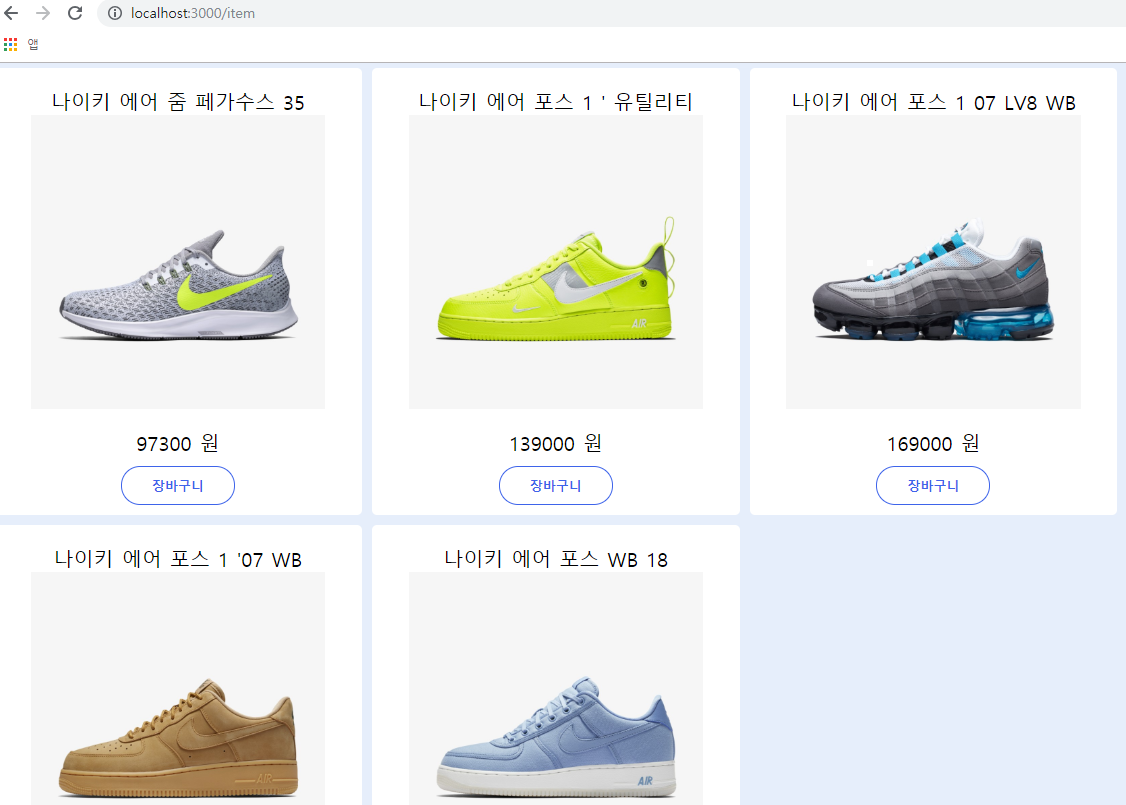 localhost:3000/item
앱
나이키 에어 줌 페가수스 35
나이키 에어 포스 1 ' 유틸리티
나이키 에어 포스 1 07 LV8 WB
AIR
97300 원
139000 원
169000 원
장바구니
장바구니
장바구니
나이키 에어 포스 1 '07 WB
나이키 에어 포스 WB 18
AIR
AIR